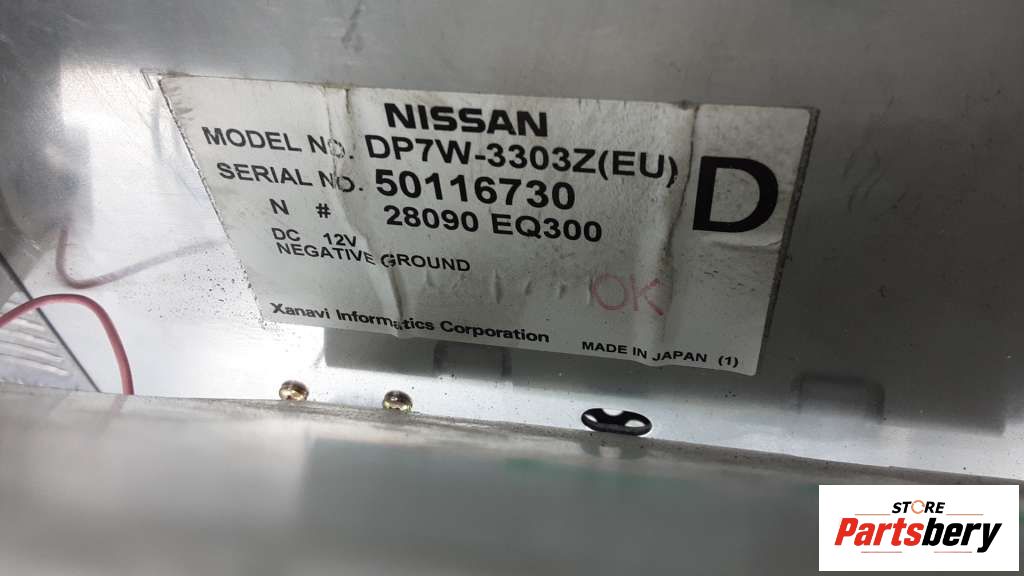 NISSAN
MODEL NO. DP7W-3303Z(EU)
SERIAL NO. 50116730
D
N # 28090 EQ300
DC 12V
NEGATIVE GROUND
OK
Xanavi Informatics Corporation
MADE IN JAPAN (1)
STORE
Partsbery